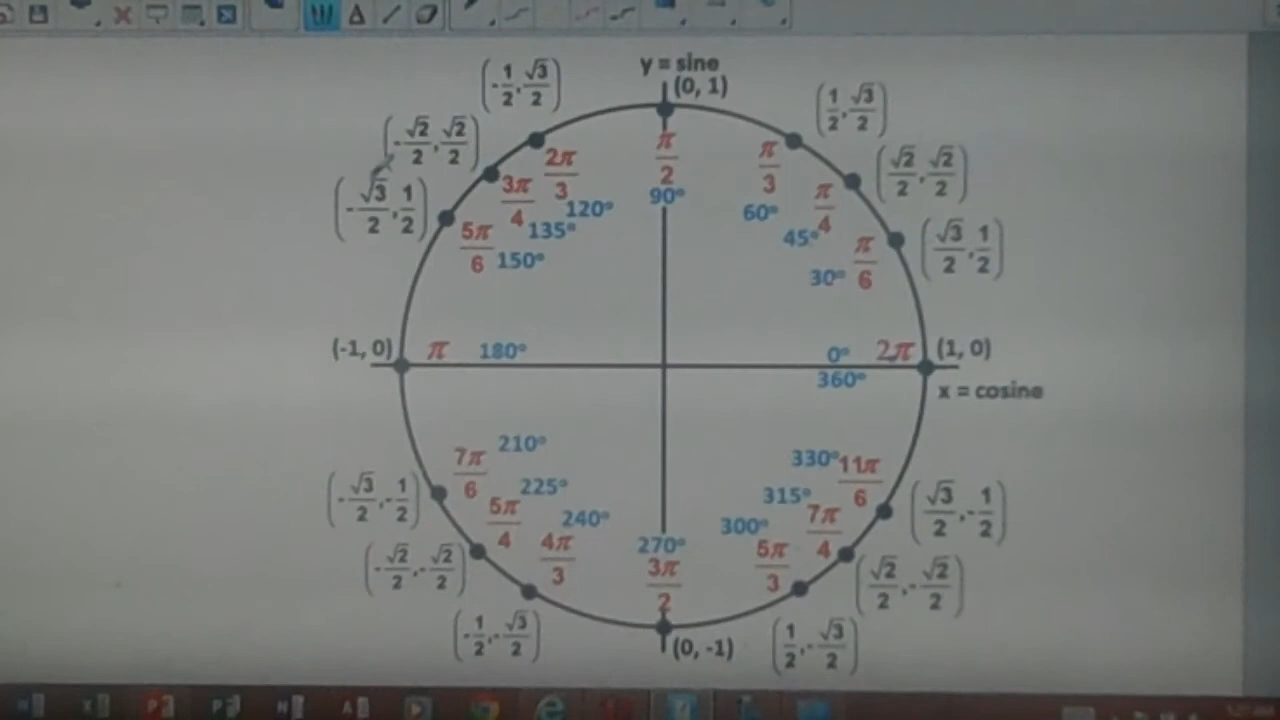 y = sine
(0, 1)
(-1/2, √3/2)
(1/2, √3/2)
(-√2/2, √2/2)
(√2/2, √2/2)
(-√3/2, 1/2)
(√3/2, 1/2)
2π/3
π/2
π/3
3π/4
π/4
5π/6
π/6
120°
90°
60°
135°
45°
150°
30°
(-1, 0)
π
180°
0°
2π
(1, 0)
360°
x = cosine
210°
330°
7π/6
11π/6
225°
315°
(-√3/2, -1/2)
(√3/2, -1/2)
5π/4
7π/4
240°
300°
4π/3
270°
5π/3
3π/2
(-√2/2, -√2/2)
(√2/2, -√2/2)
(-1/2, -√3/2)
(0, -1)
(1/2, -√3/2)